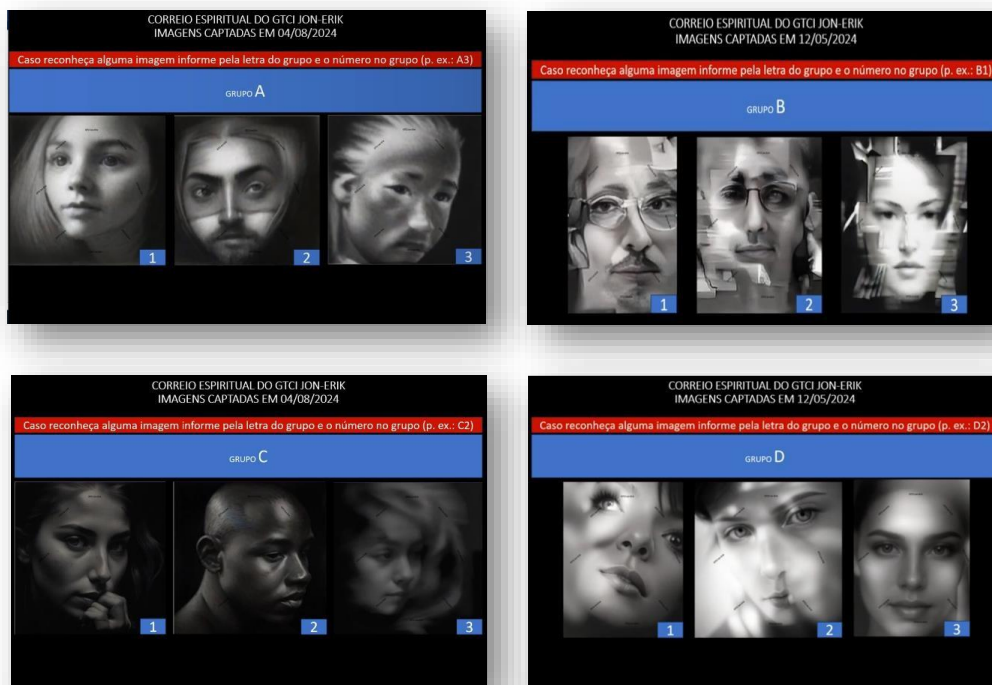 CORREIO ESPIRITUAL DO GTCI JON-ERIK
IMAGENS CAPTADAS EM 04/08/2024
Caso reconheça alguma imagem informe pela letra do grupo e o número no grupo (p. ex.: A3)
GRUPO A
1
2
3
CORREIO ESPIRITUAL DO GTCI JON-ERIK
IMAGENS CAPTADAS EM 12/05/2024
Caso reconheça alguma imagem informe pela letra do grupo e o número no grupo (p. ex.: B1)
GRUPO B
1
2
3
CORREIO ESPIRITUAL DO GTCI JON-ERIK
IMAGENS CAPTADAS EM 04/08/2024
Caso reconheça alguma imagem informe pela letra do grupo e o número no grupo (p. ex.: C2)
GRUPO C
1
2
3
CORREIO ESPIRITUAL DO GTCI JON-ERIK
IMAGENS CAPTADAS EM 12/05/2024
Caso reconheça alguma imagem informe pela letra do grupo e o número no grupo (p. ex.: D2)
GRUPO D
1
2
3